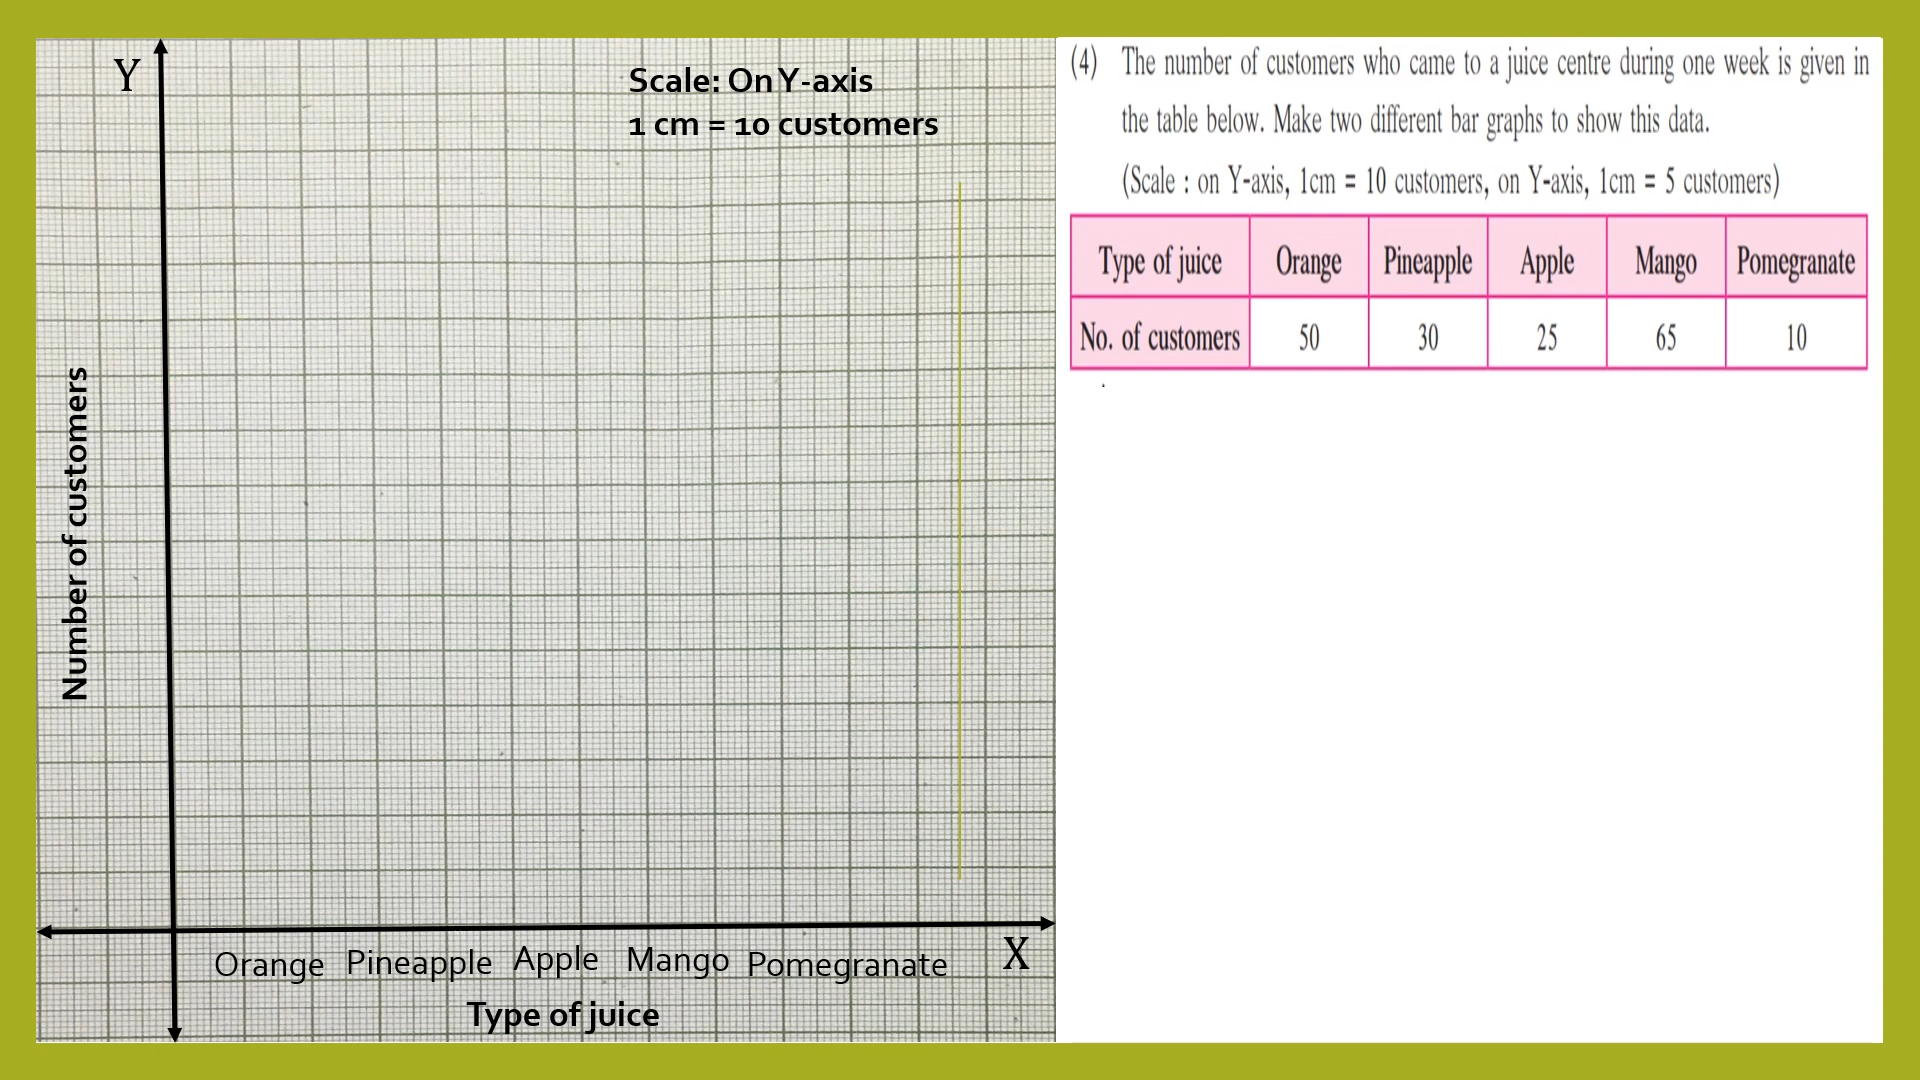 Y
Scale: On Y-axis
1 cm = 10 customers
Number of customers
Orange Pineapple Apple Mango Pomegranate X
Type of juice
(4) The number of customers who came to a juice centre during one week is given in
the table below. Make two different bar graphs to show this data.
(Scale : on Y-axis, 1cm = 10 customers, on Y-axis, 1cm = 5 customers)
Type of juice Orange Pineapple Apple Mango Pomegranate
No. of customers 50 30 25 65 10